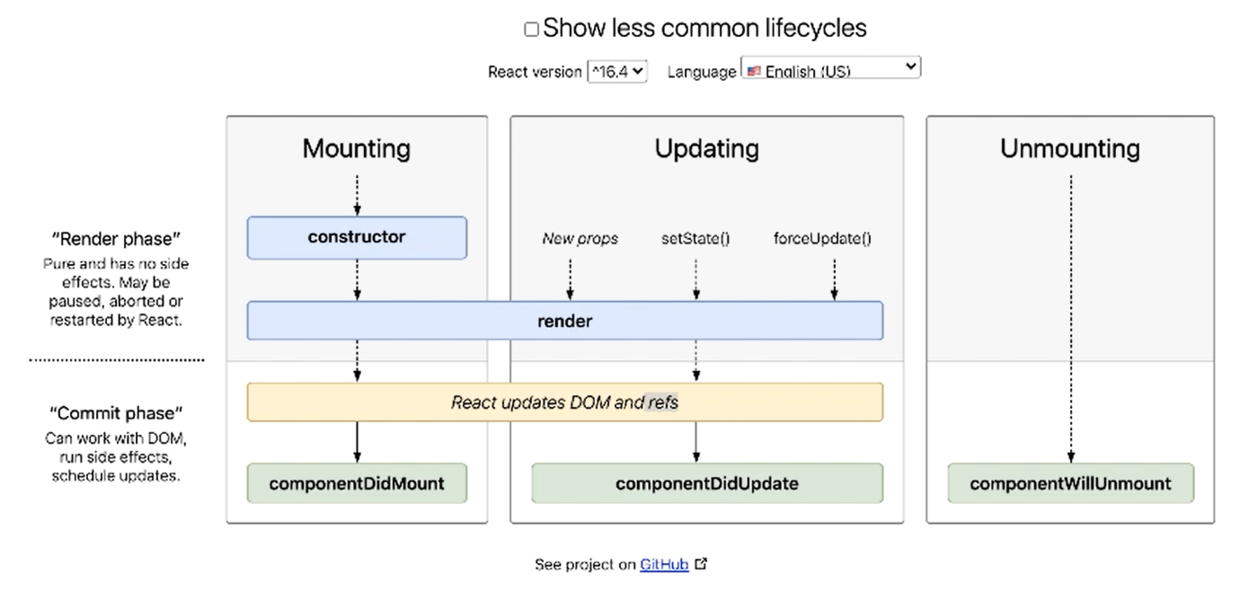 Show less common lifecycles
React version ^16.4 Language English (US)
Mounting
Updating
Unmounting
“Render phase”
Pure and has no side
effects. May be
paused, aborted or
restarted by React.
constructor
New props
setState()
forceUpdate()
render
“Commit phase”
Can work with DOM,
run side effects,
schedule updates.
React updates DOM and refs
componentDidMount
componentDidUpdate
componentWillUnmount
See project on GitHub